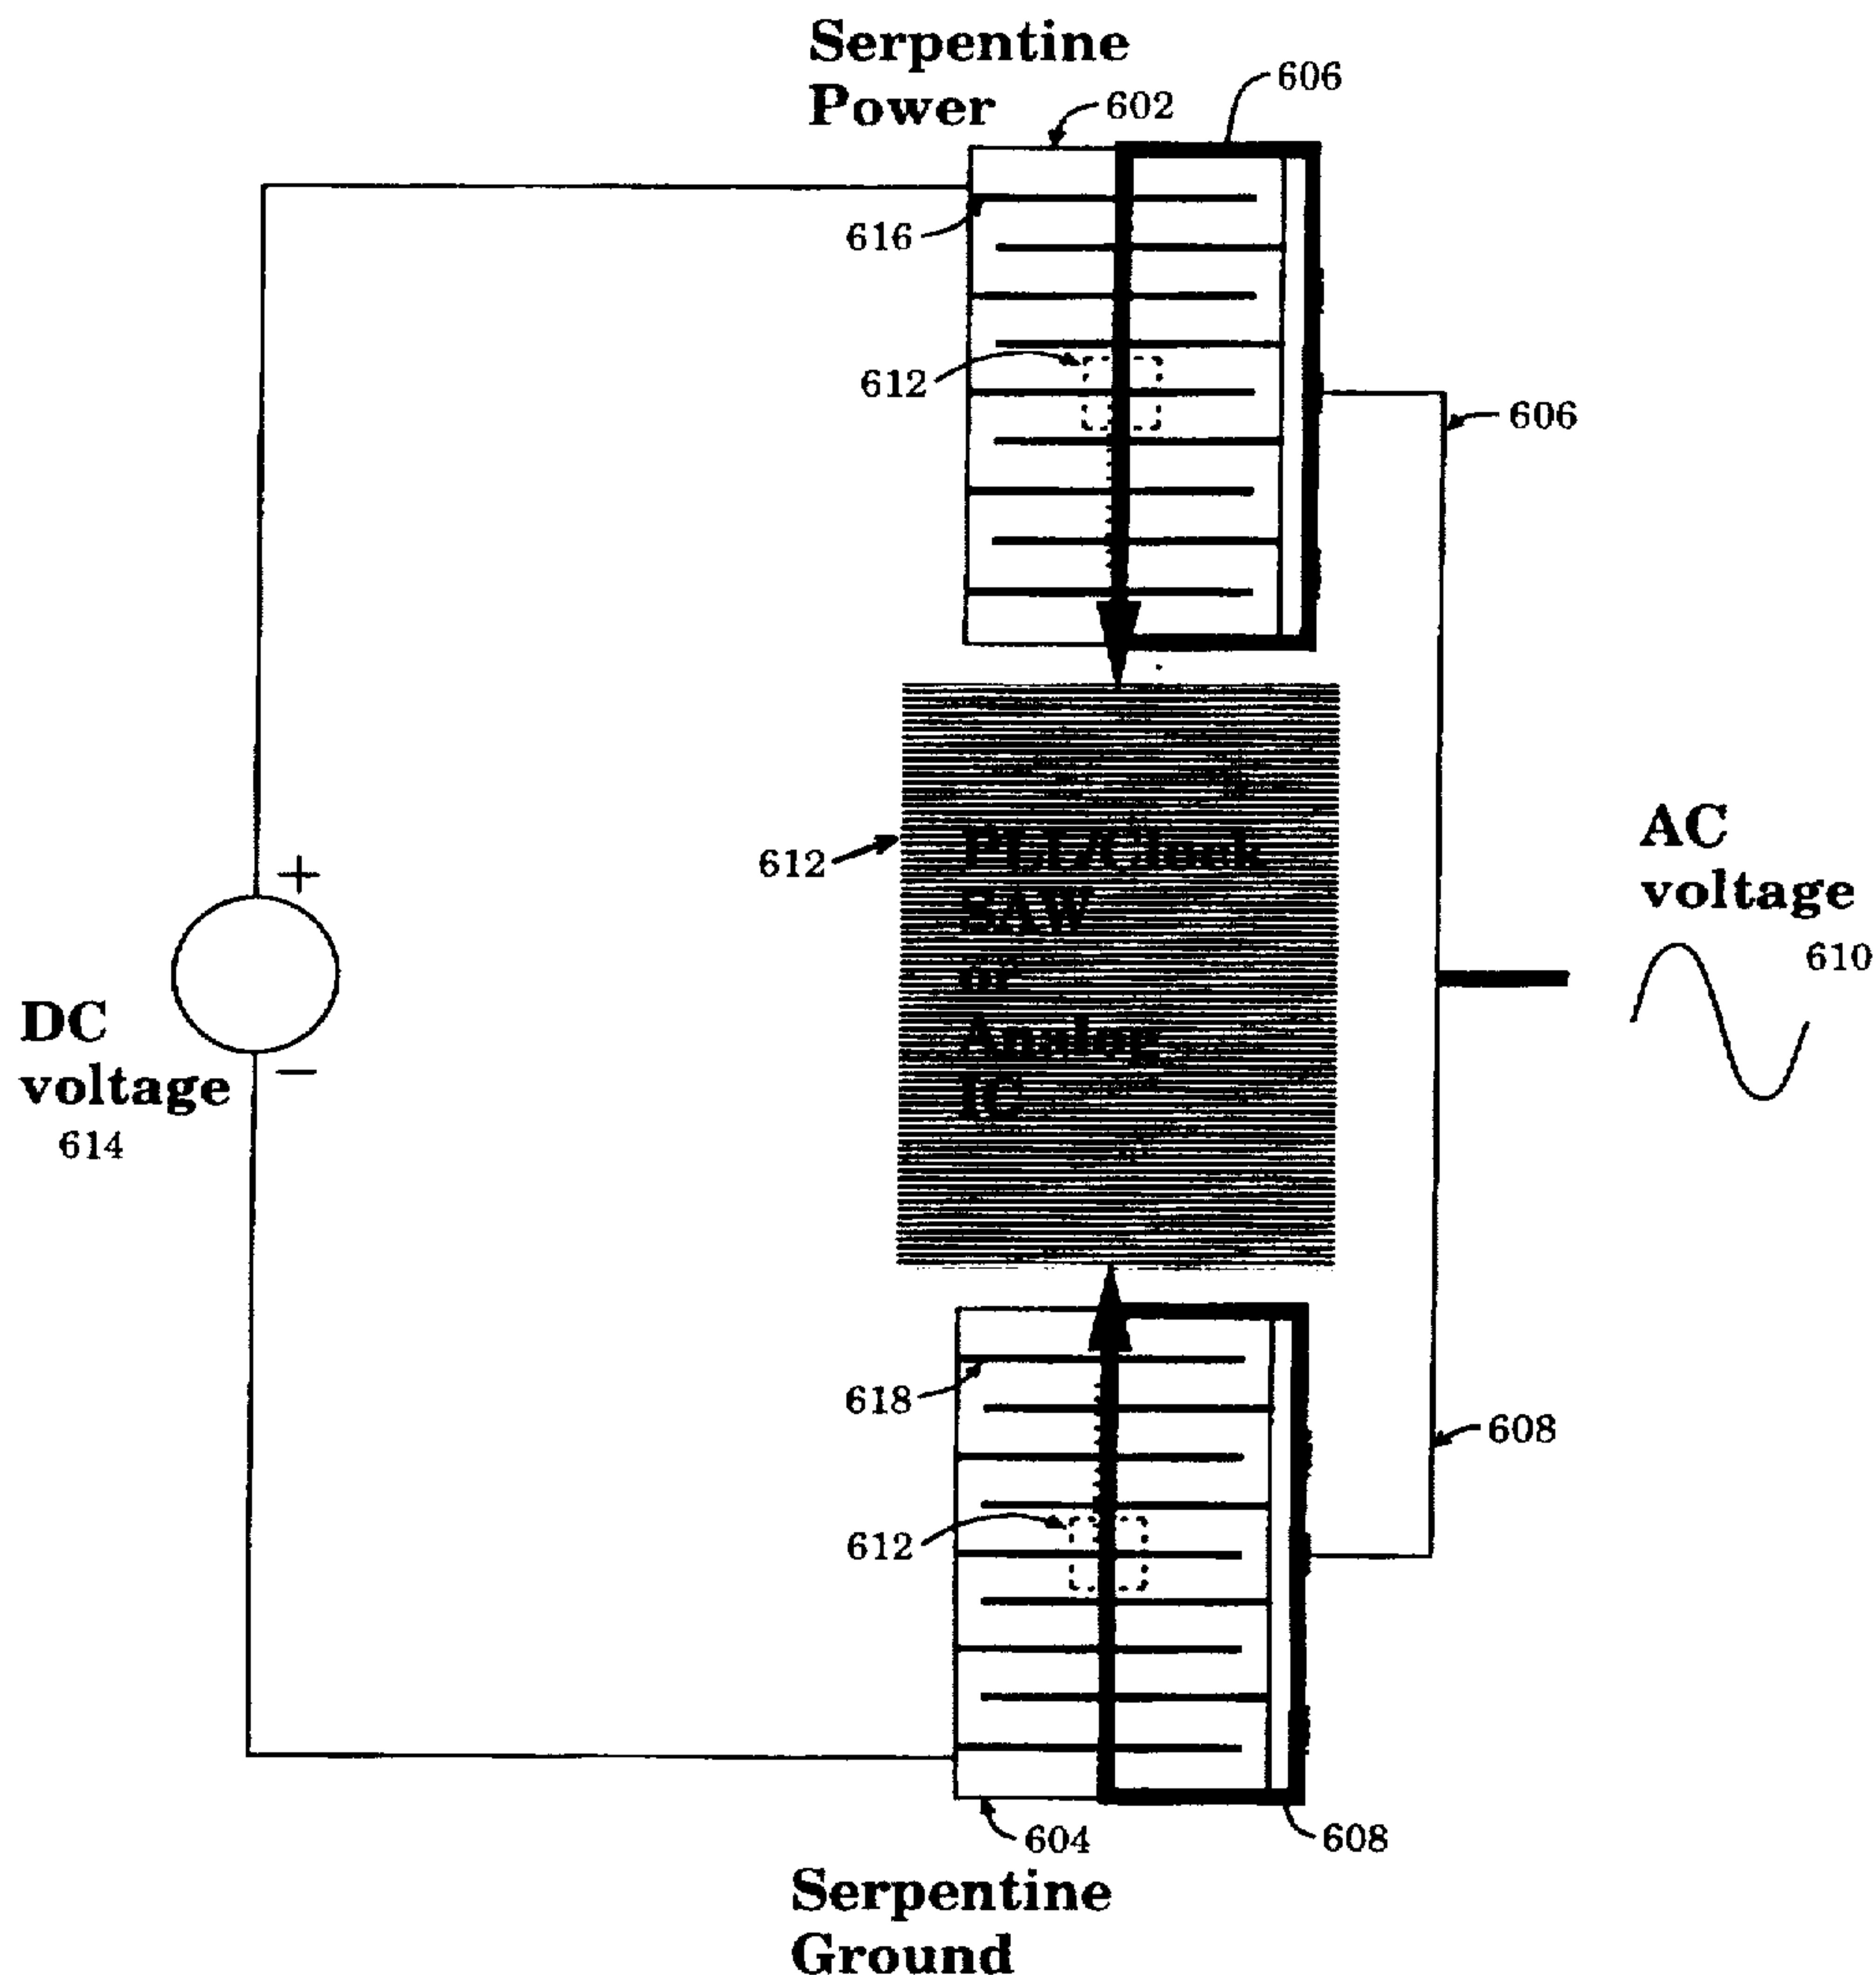 Serpentine
Power
602
606
616
612
606
612
PLL/Clock
SAW
or
Analog
IC
AC
voltage
610
+
DC
voltage
614
−
618
608
612
604
608
Serpentine
Ground